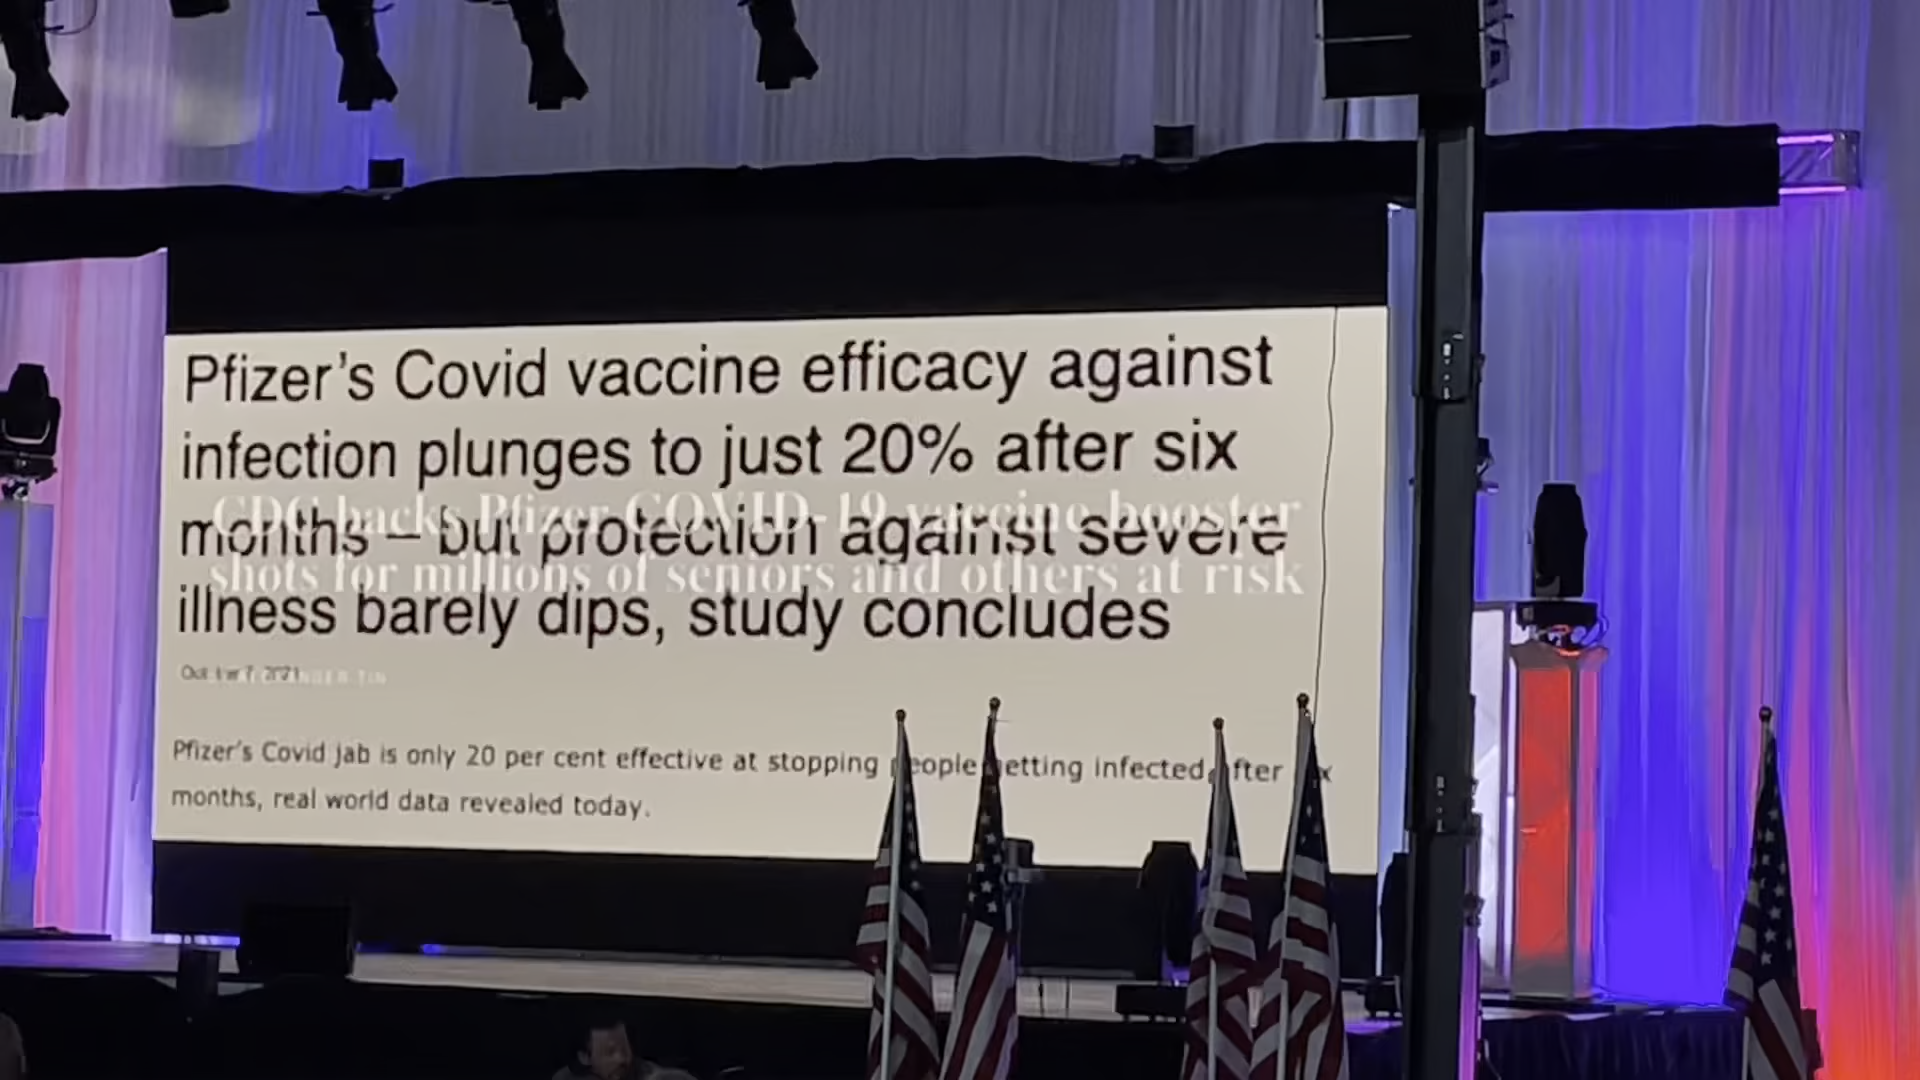 Pfizer's Covid vaccine efficacy against
infection plunges to just 20% after six
months – but protection against severe
illness barely dips, study concludes
CDC backs Pfizer COVID-19 vaccine booster
shots for millions of seniors and others at risk
Pfizer's Covid jab is only 20 per cent effective at stopping people getting infected after
months, real world data revealed today.